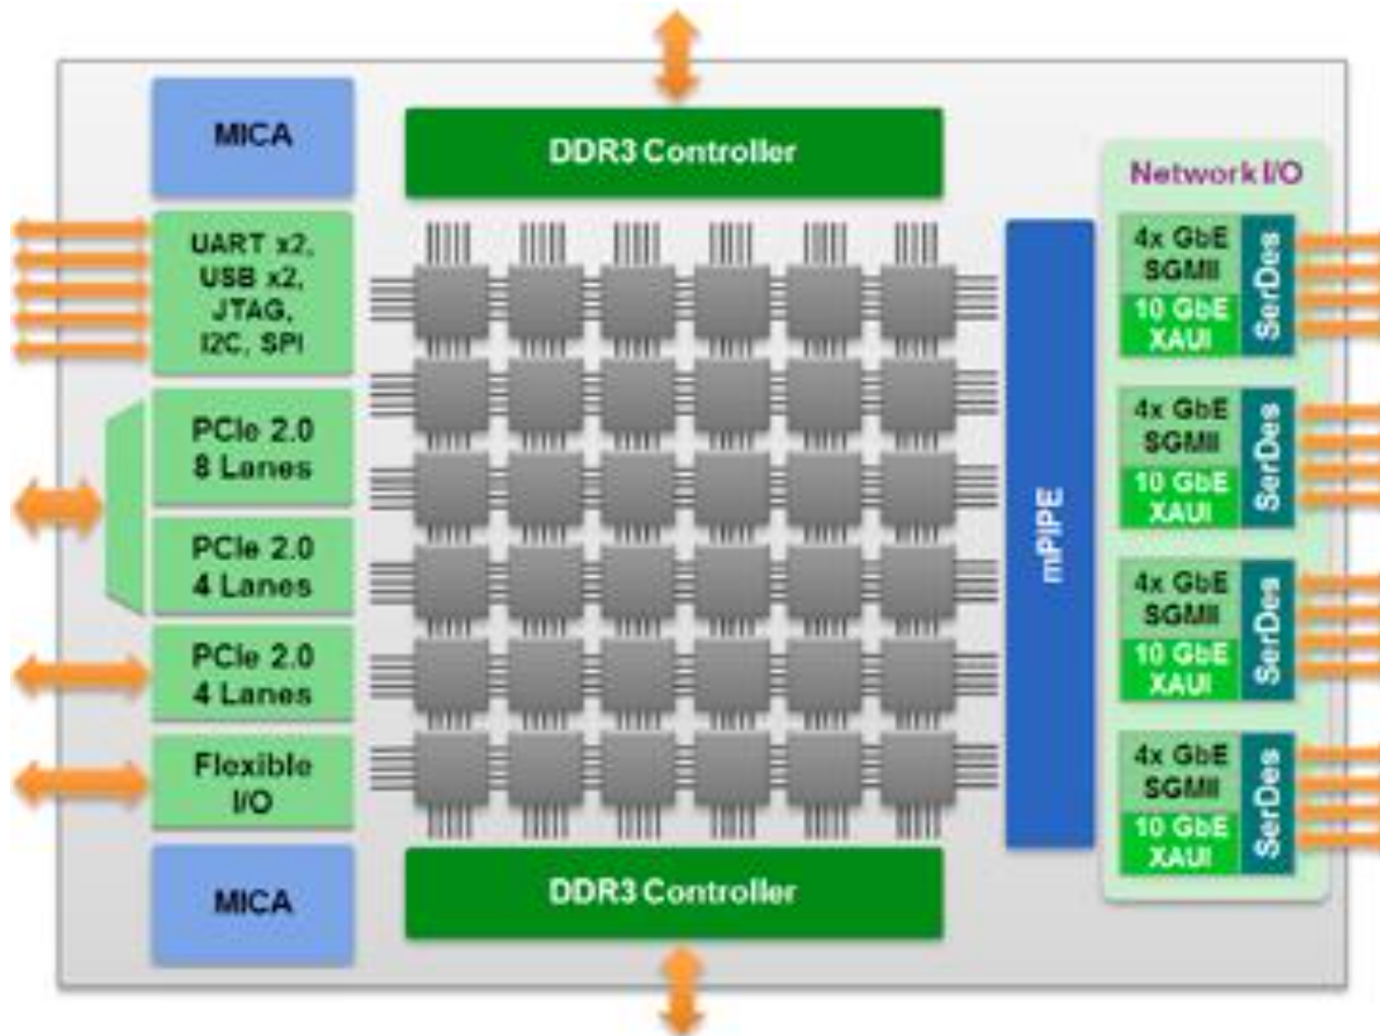 MICA
DDR3 Controller
UART x2,
USB x2,
JTAG,
I2C, SPI
PCIe 2.0
8 Lanes
PCIe 2.0
4 Lanes
PCIe 2.0
4 Lanes
Flexible
I/O
MICA
DDR3 Controller
mPIPE
Network I/O
4x GbE
SGMII
10 GbE
XAUI
SerDes
4x GbE
SGMII
10 GbE
XAUI
SerDes
4x GbE
SGMII
10 GbE
XAUI
SerDes
4x GbE
SGMII
10 GbE
XAUI
SerDes